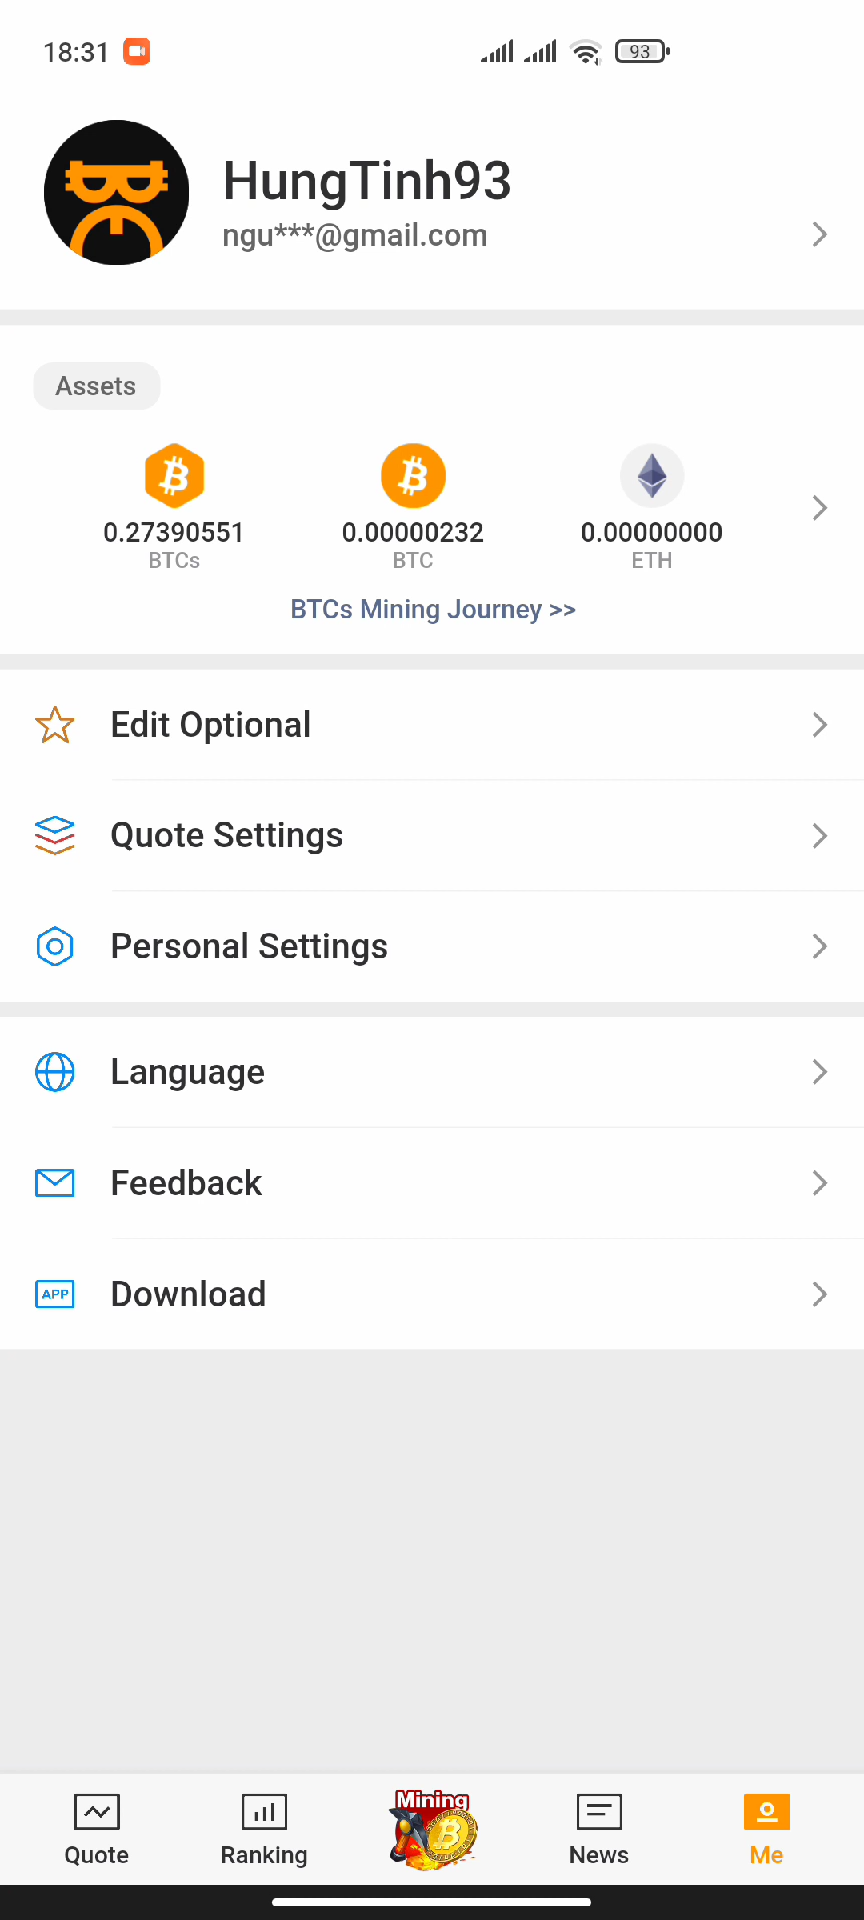 18:31
93
HungTinh93
ngu***@gmail.com
Assets
0.27390551
BTCs
0.00000232
BTC
0.00000000
ETH
BTCs Mining Journey >>
Edit Optional
Quote Settings
Personal Settings
Language
Feedback
APP
Download
Quote
Ranking
Mining
News
Me